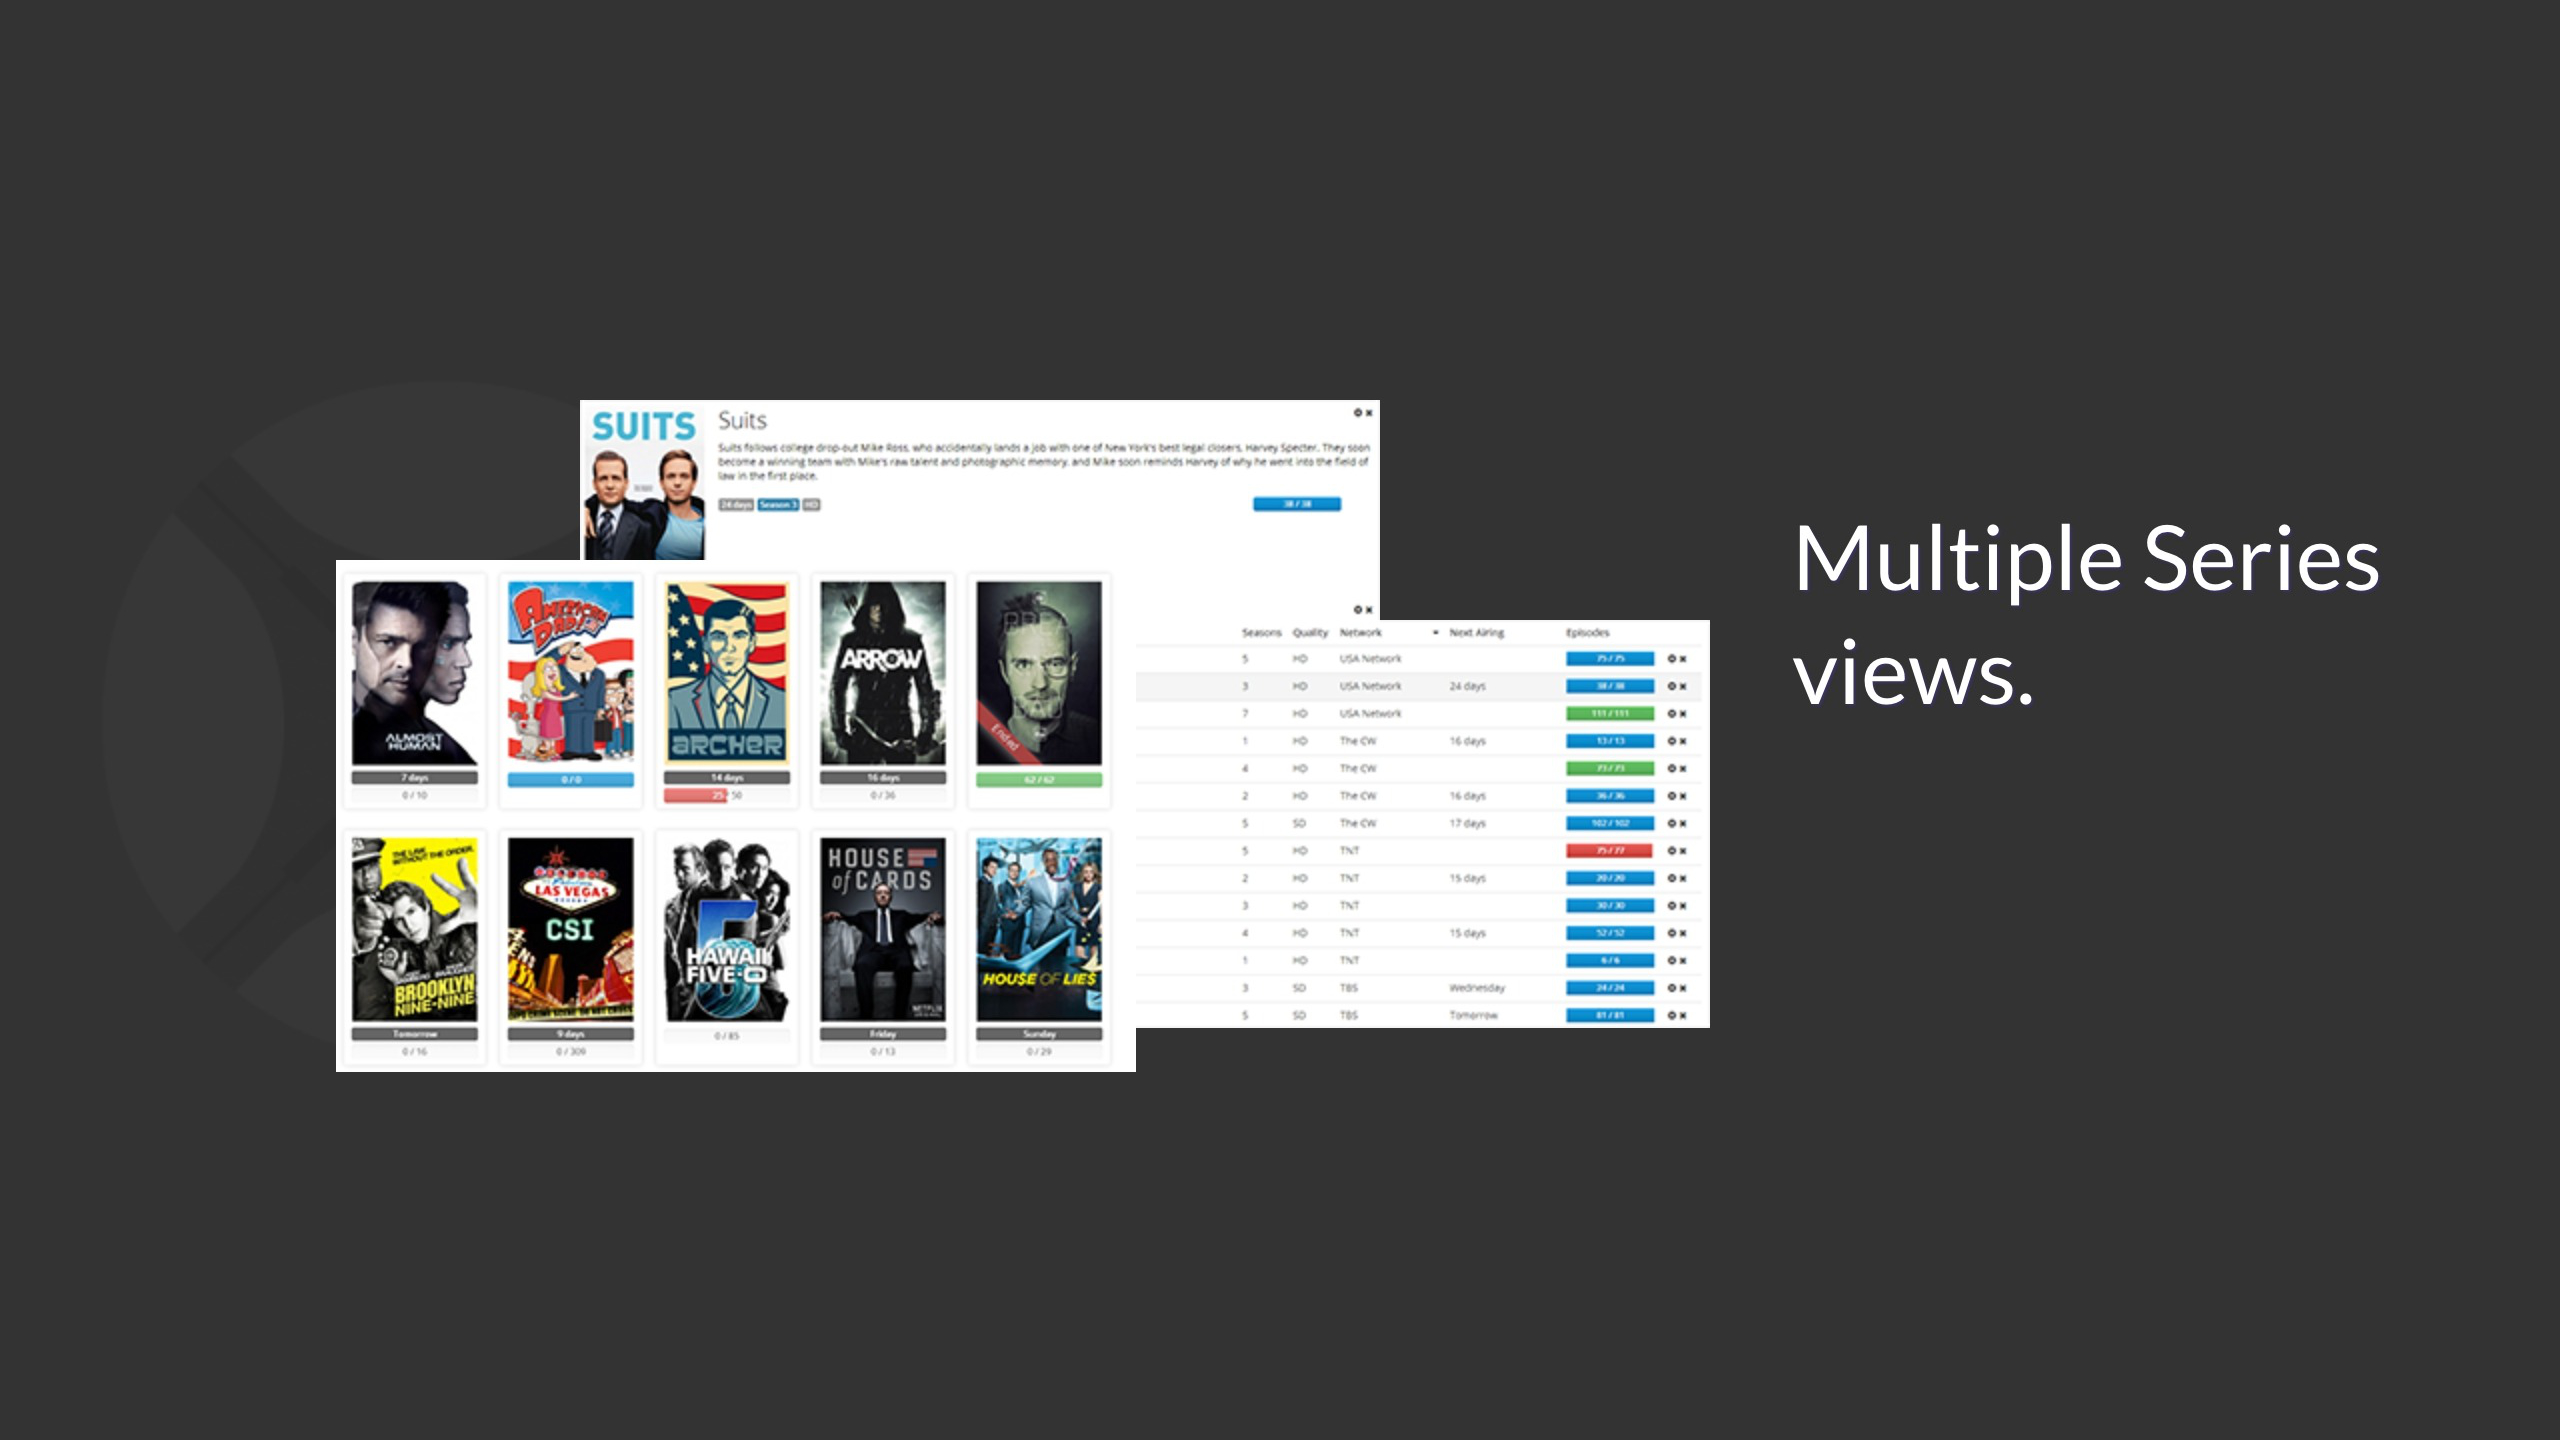 SUITS
Suits
Suits follows college drop-out Mike Ross, who accidentally lands a job with one of New York's best legal closers, Harvey Specter. They soon
become a winning team with Mike's raw talent and photographic memory, and Mike soon reminds Harvey of why he went into the field of
law in the first place.
24 days Season 3 HD
38 / 38
AMERICAN DAD!
ARROW
Ended
ALMOST
HUMAN
ARCHER
7 days
0 / 0
14 days
16 days
62 / 62
0 / 10
25 / 50
0 / 36
THE LAW.
WITHOUT THE ORDER.
LAS VEGAS
CSI
HAWAII
FIVE-0
HOUSE
of CARDS
NETFLIX
HOUSE OF LIES
BROOKLYN
NINE-NINE
Tomorrow
9 days
0 / 85
Friday
Sunday
0 / 16
0 / 309
0 / 13
0 / 29
Seasons Quality Network Next Airing Episodes
5 HD USA Network 75 / 75
3 HD USA Network 24 days 38 / 38
7 HD USA Network 111 / 111
1 HD The CW 16 days 13 / 13
4 HD The CW 73 / 73
2 HD The CW 16 days 36 / 36
5 SD The CW 17 days 102 / 102
5 HD TNT 75 / 77
2 HD TNT 15 days 20 / 20
3 HD TNT 30 / 30
4 HD TNT 15 days 52 / 52
1 HD TNT 6 / 6
3 SD TBS Wednesday 24 / 24
5 SD TBS Tomorrow 81 / 81
Multiple Series
views.